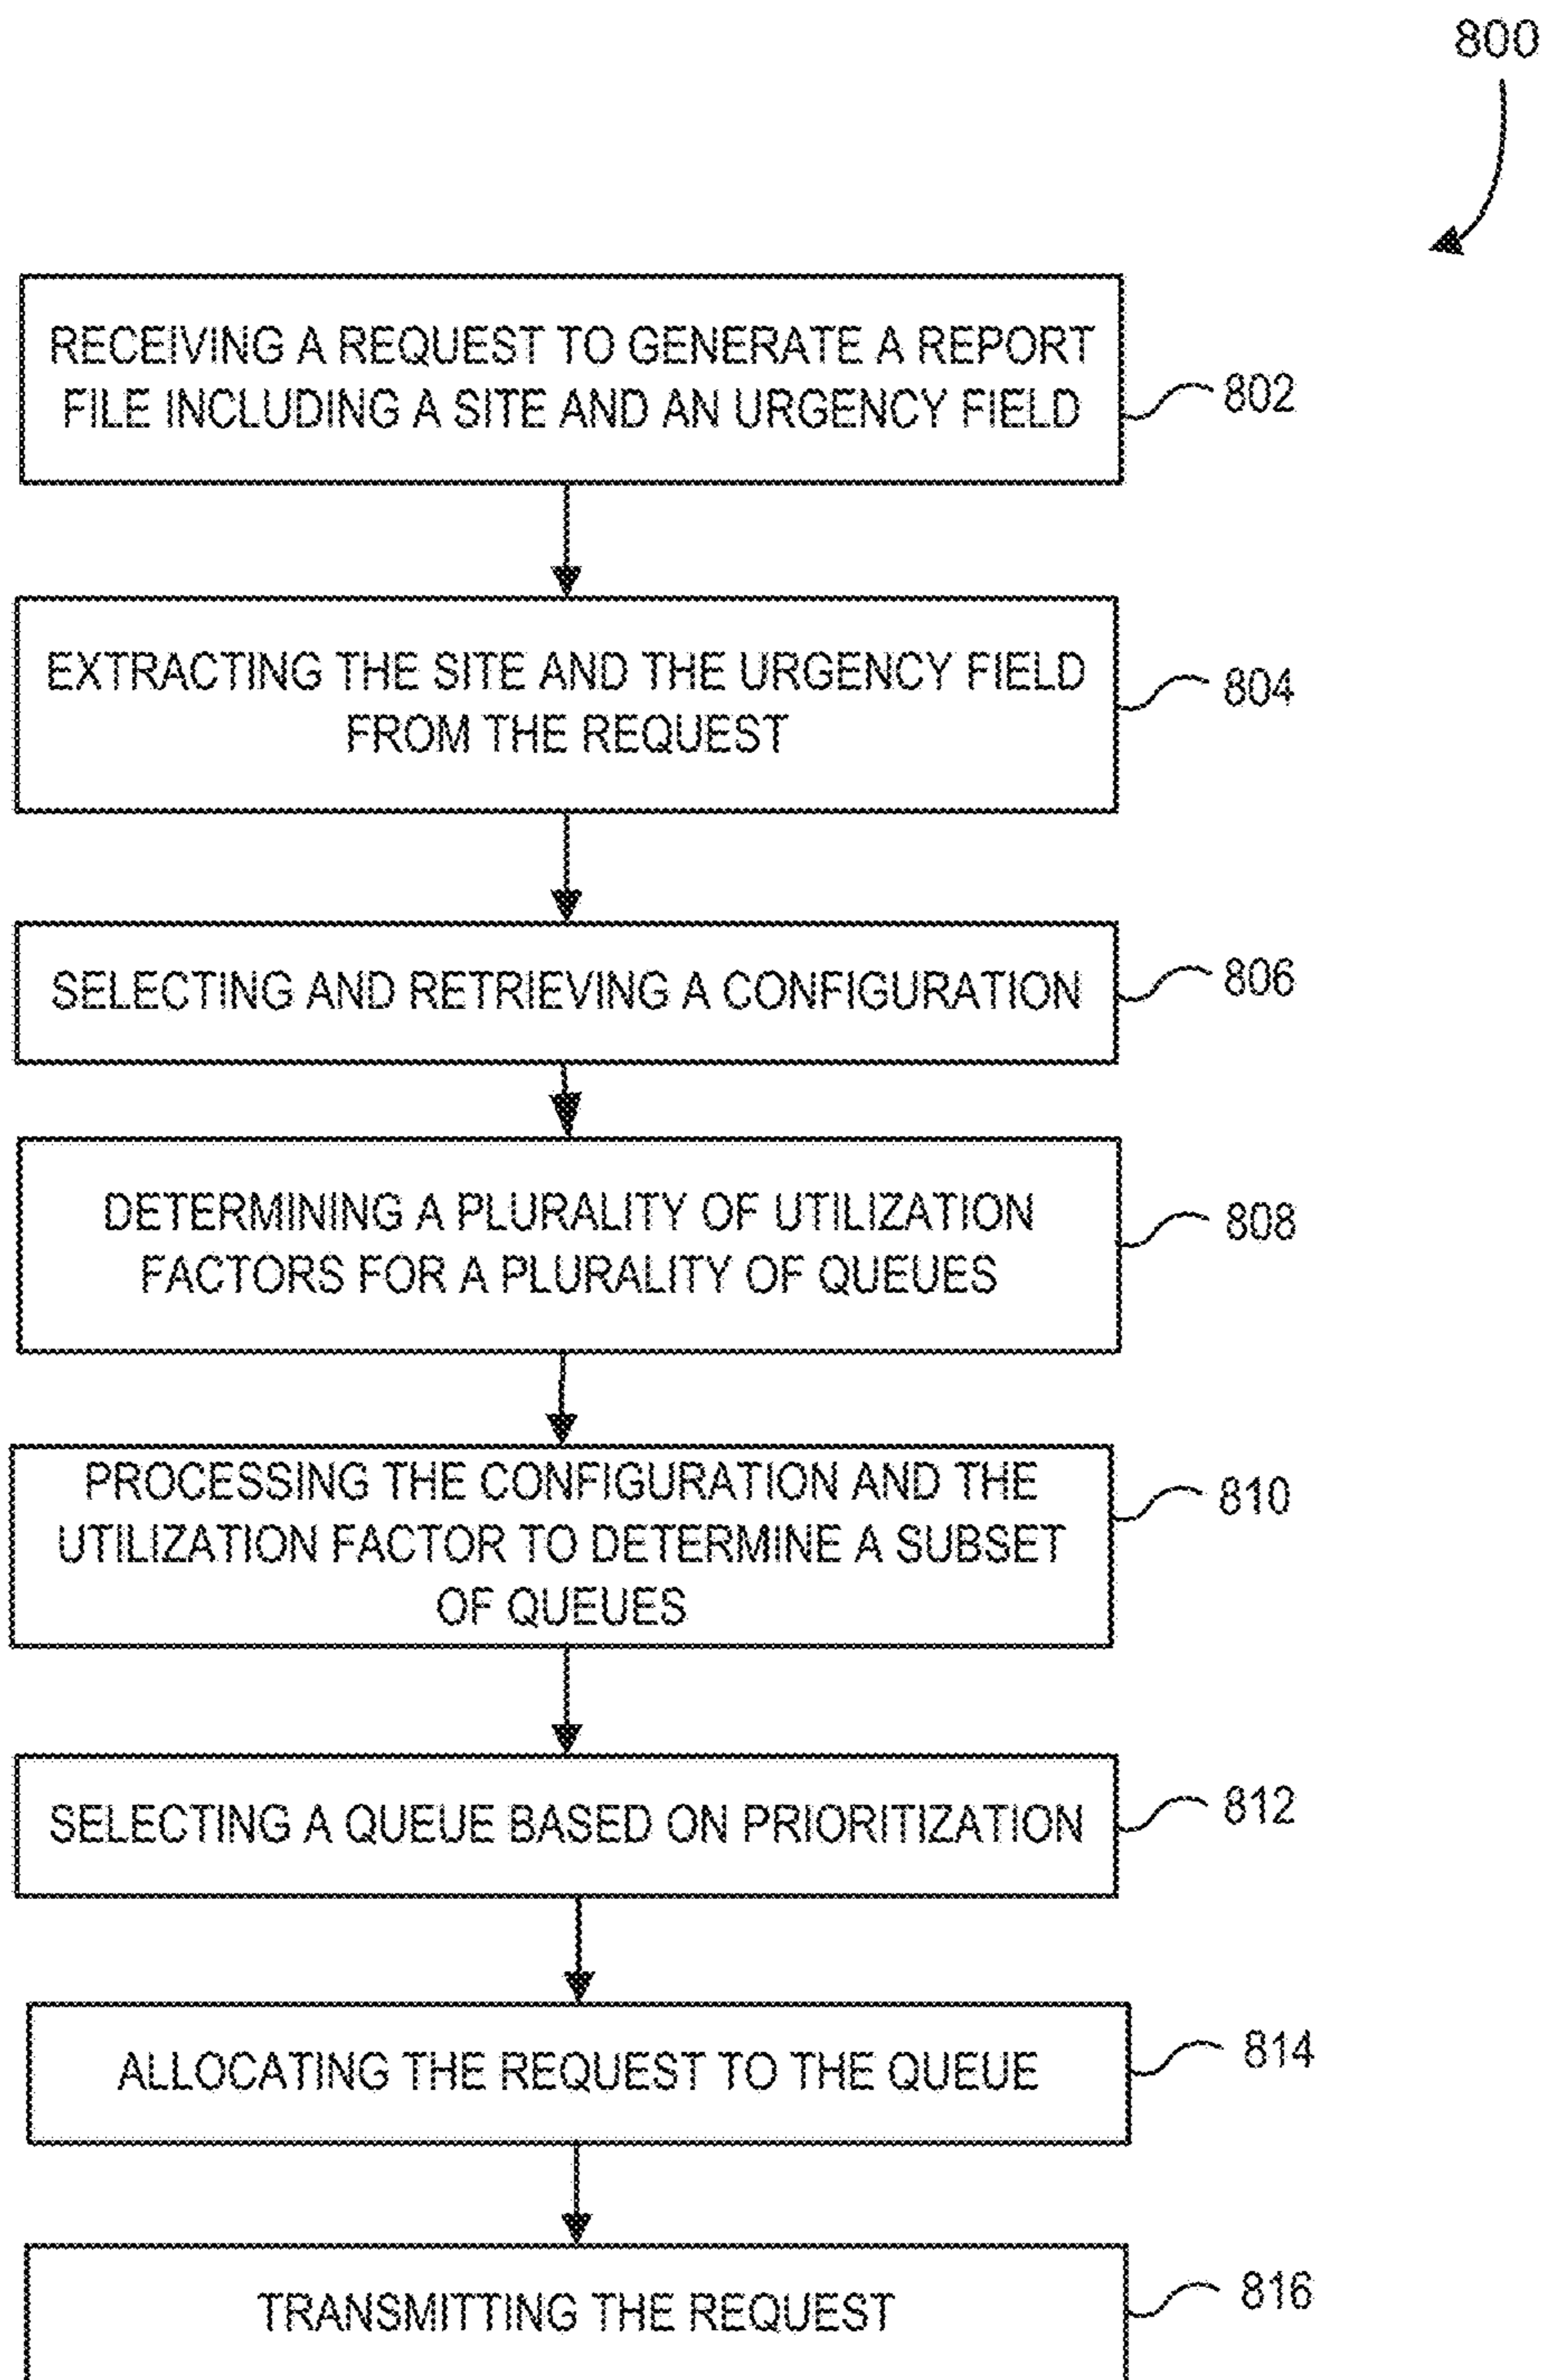 800
RECEIVING A REQUEST TO GENERATE A REPORT
FILE INCLUDING A SITE AND AN URGENCY FIELD
802
EXTRACTING THE SITE AND THE URGENCY FIELD
FROM THE REQUEST
804
SELECTING AND RETRIEVING A CONFIGURATION
806
DETERMINING A PLURALITY OF UTILIZATION
FACTORS FOR A PLURALITY OF QUEUES
808
PROCESSING THE CONFIGURATION AND THE
UTILIZATION FACTOR TO DETERMINE A SUBSET
OF QUEUES
810
SELECTING A QUEUE BASED ON PRIORITIZATION
812
ALLOCATING THE REQUEST TO THE QUEUE
814
TRANSMITTING THE REQUEST
816